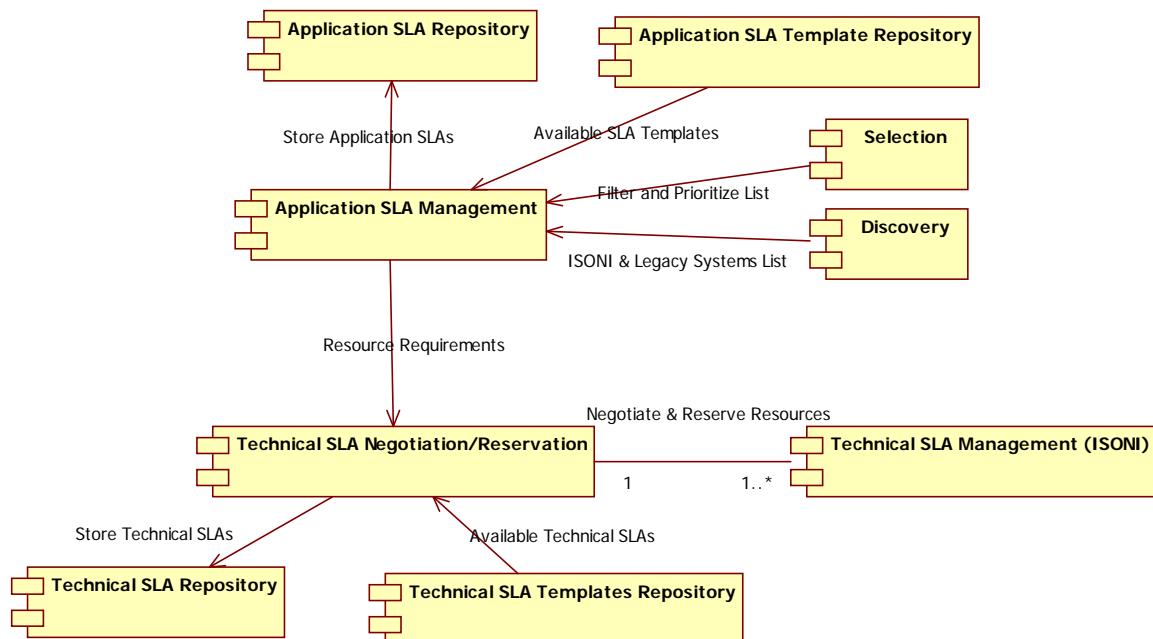 Application SLA Repository
Application SLA Template Repository
Store Application SLAs
Available SLA Templates
Selection
Filter and Prioritize List
Application SLA Management
Discovery
ISONI & Legacy Systems List
Resource Requirements
Negotiate & Reserve Resources
Technical SLA Negotiation/Reservation
Technical SLA Management (ISONI)
1
1..*
Store Technical SLAs
Available Technical SLAs
Technical SLA Repository
Technical SLA Templates Repository